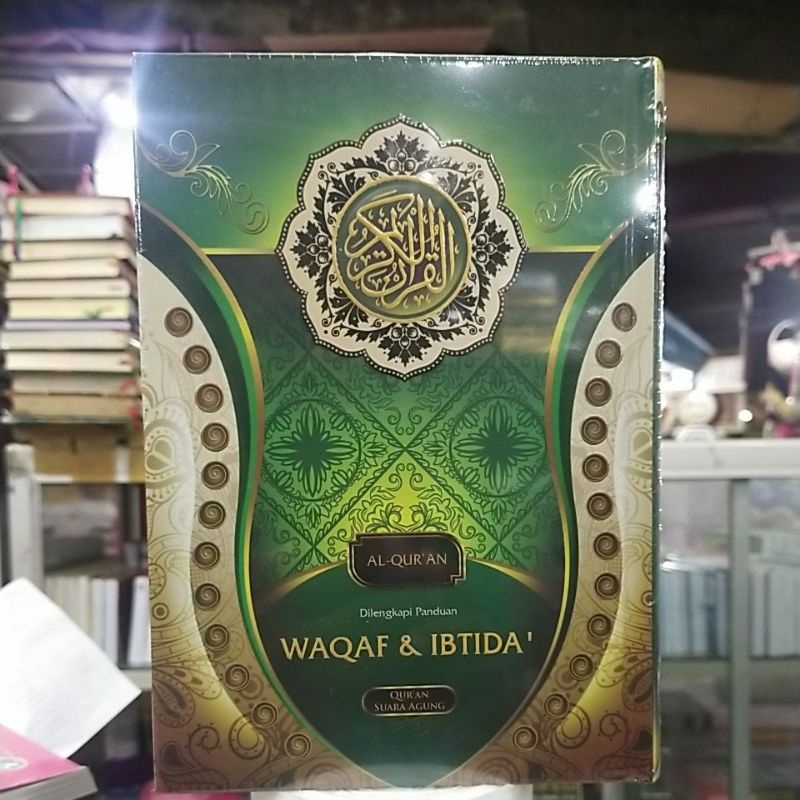 القرآن الكريم
AL-QUR'AN
Dilengkapi Panduan
WAQAF & IBTIDA'
QUR'AN
SUARA AGUNG